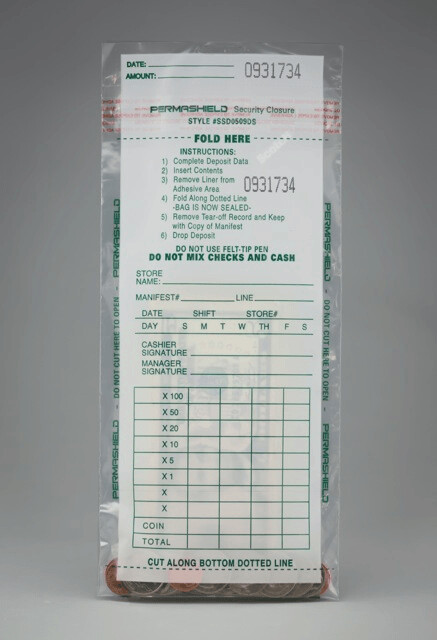 DATE:
AMOUNT:
0931734
PERMASHIELD Security Closure
STYLE #SSD0509DS
FOLD HERE
INSTRUCTIONS:
1) Complete Deposit Data
2) Insert Contents
3) Remove Liner from
Adhesive Area
0931734
4) Fold Along Dotted Line
-BAG IS NOW SEALED-
5) Remove Tear-off Record and Keep
with Copy of Manifest
6) Drop Deposit
DO NOT USE FELT-TIP PEN
DO NOT MIX CHECKS AND CASH
STORE
NAME:
MANIFEST# LINE
DATE SHIFT STORE#
DAY S M T W TH F S
CASHIER
SIGNATURE
MANAGER
SIGNATURE
X 100
X 50
X 20
X 10
X 5
X 1
X
X
COIN
TOTAL
CUT ALONG BOTTOM DOTTED LINE
PERMASHIELD - DO NOT CUT HERE TO OPEN - PERMASHIELD
PERMASHIELD - DO NOT CUT HERE TO OPEN - PERMASHIELD